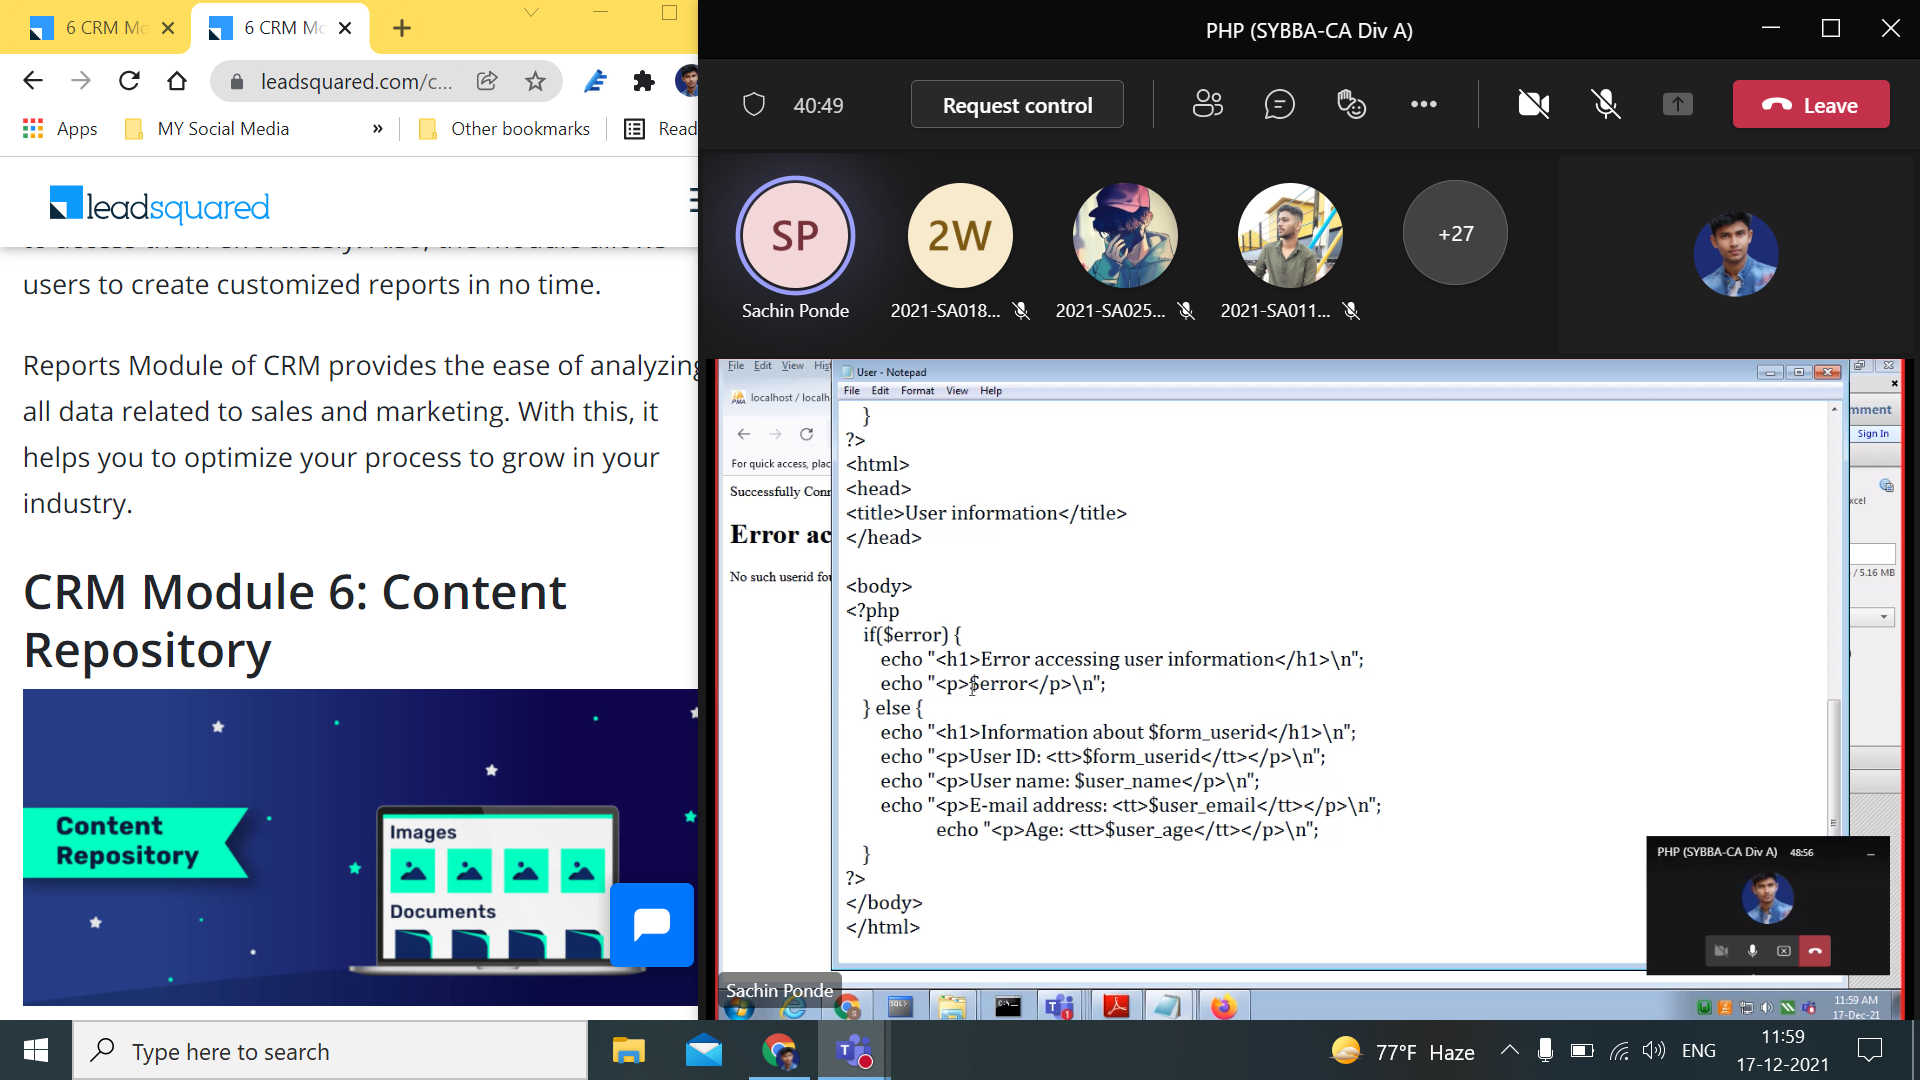 6 CRM Mo
6 CRM Mo
leadsquared.com/c...
Apps
MY Social Media
»
Other bookmarks
Read
leadsquared
users to create customized reports in no time.
Reports Module of CRM provides the ease of analyzing
all data related to sales and marketing. With this, it
helps you to optimize your process to grow in your
industry.
CRM Module 6: Content
Repository
Content
Repository
Images
Documents
PHP (SYBBA-CA Div A)
40:49
Request control
Leave
SP
2W
+27
Sachin Ponde
2021-SA018...
2021-SA025...
2021-SA011...
File Edit View
localhost / localh
For quick access, plac
Successfully Conn
Error ac
No such userid fou
User - Notepad
File Edit Format View Help
}
?>
<html>
<head>
<title>User information</title>
</head>
<body>
<?php
if($error) {
echo "<h1>Error accessing user information</h1>\n";
echo "<p>$error</p>\n";
} else {
echo "<h1>Information about $form_userid</h1>\n";
echo "<p>User ID: <tt>$form_userid</tt></p>\n";
echo "<p>User name: $user_name</p>\n";
echo "<p>E-mail address: <tt>$user_email</tt></p>\n";
echo "<p>Age: <tt>$user_age</tt></p>\n";
}
?>
</body>
</html>
mment
Sign In
xcel
/ 5.16 MB
PHP (SYBBA-CA Div A) 48:56
Sachin Ponde
11:59 AM
17-Dec-21
Type here to search
77°F Haze
ENG
11:59
17-12-2021